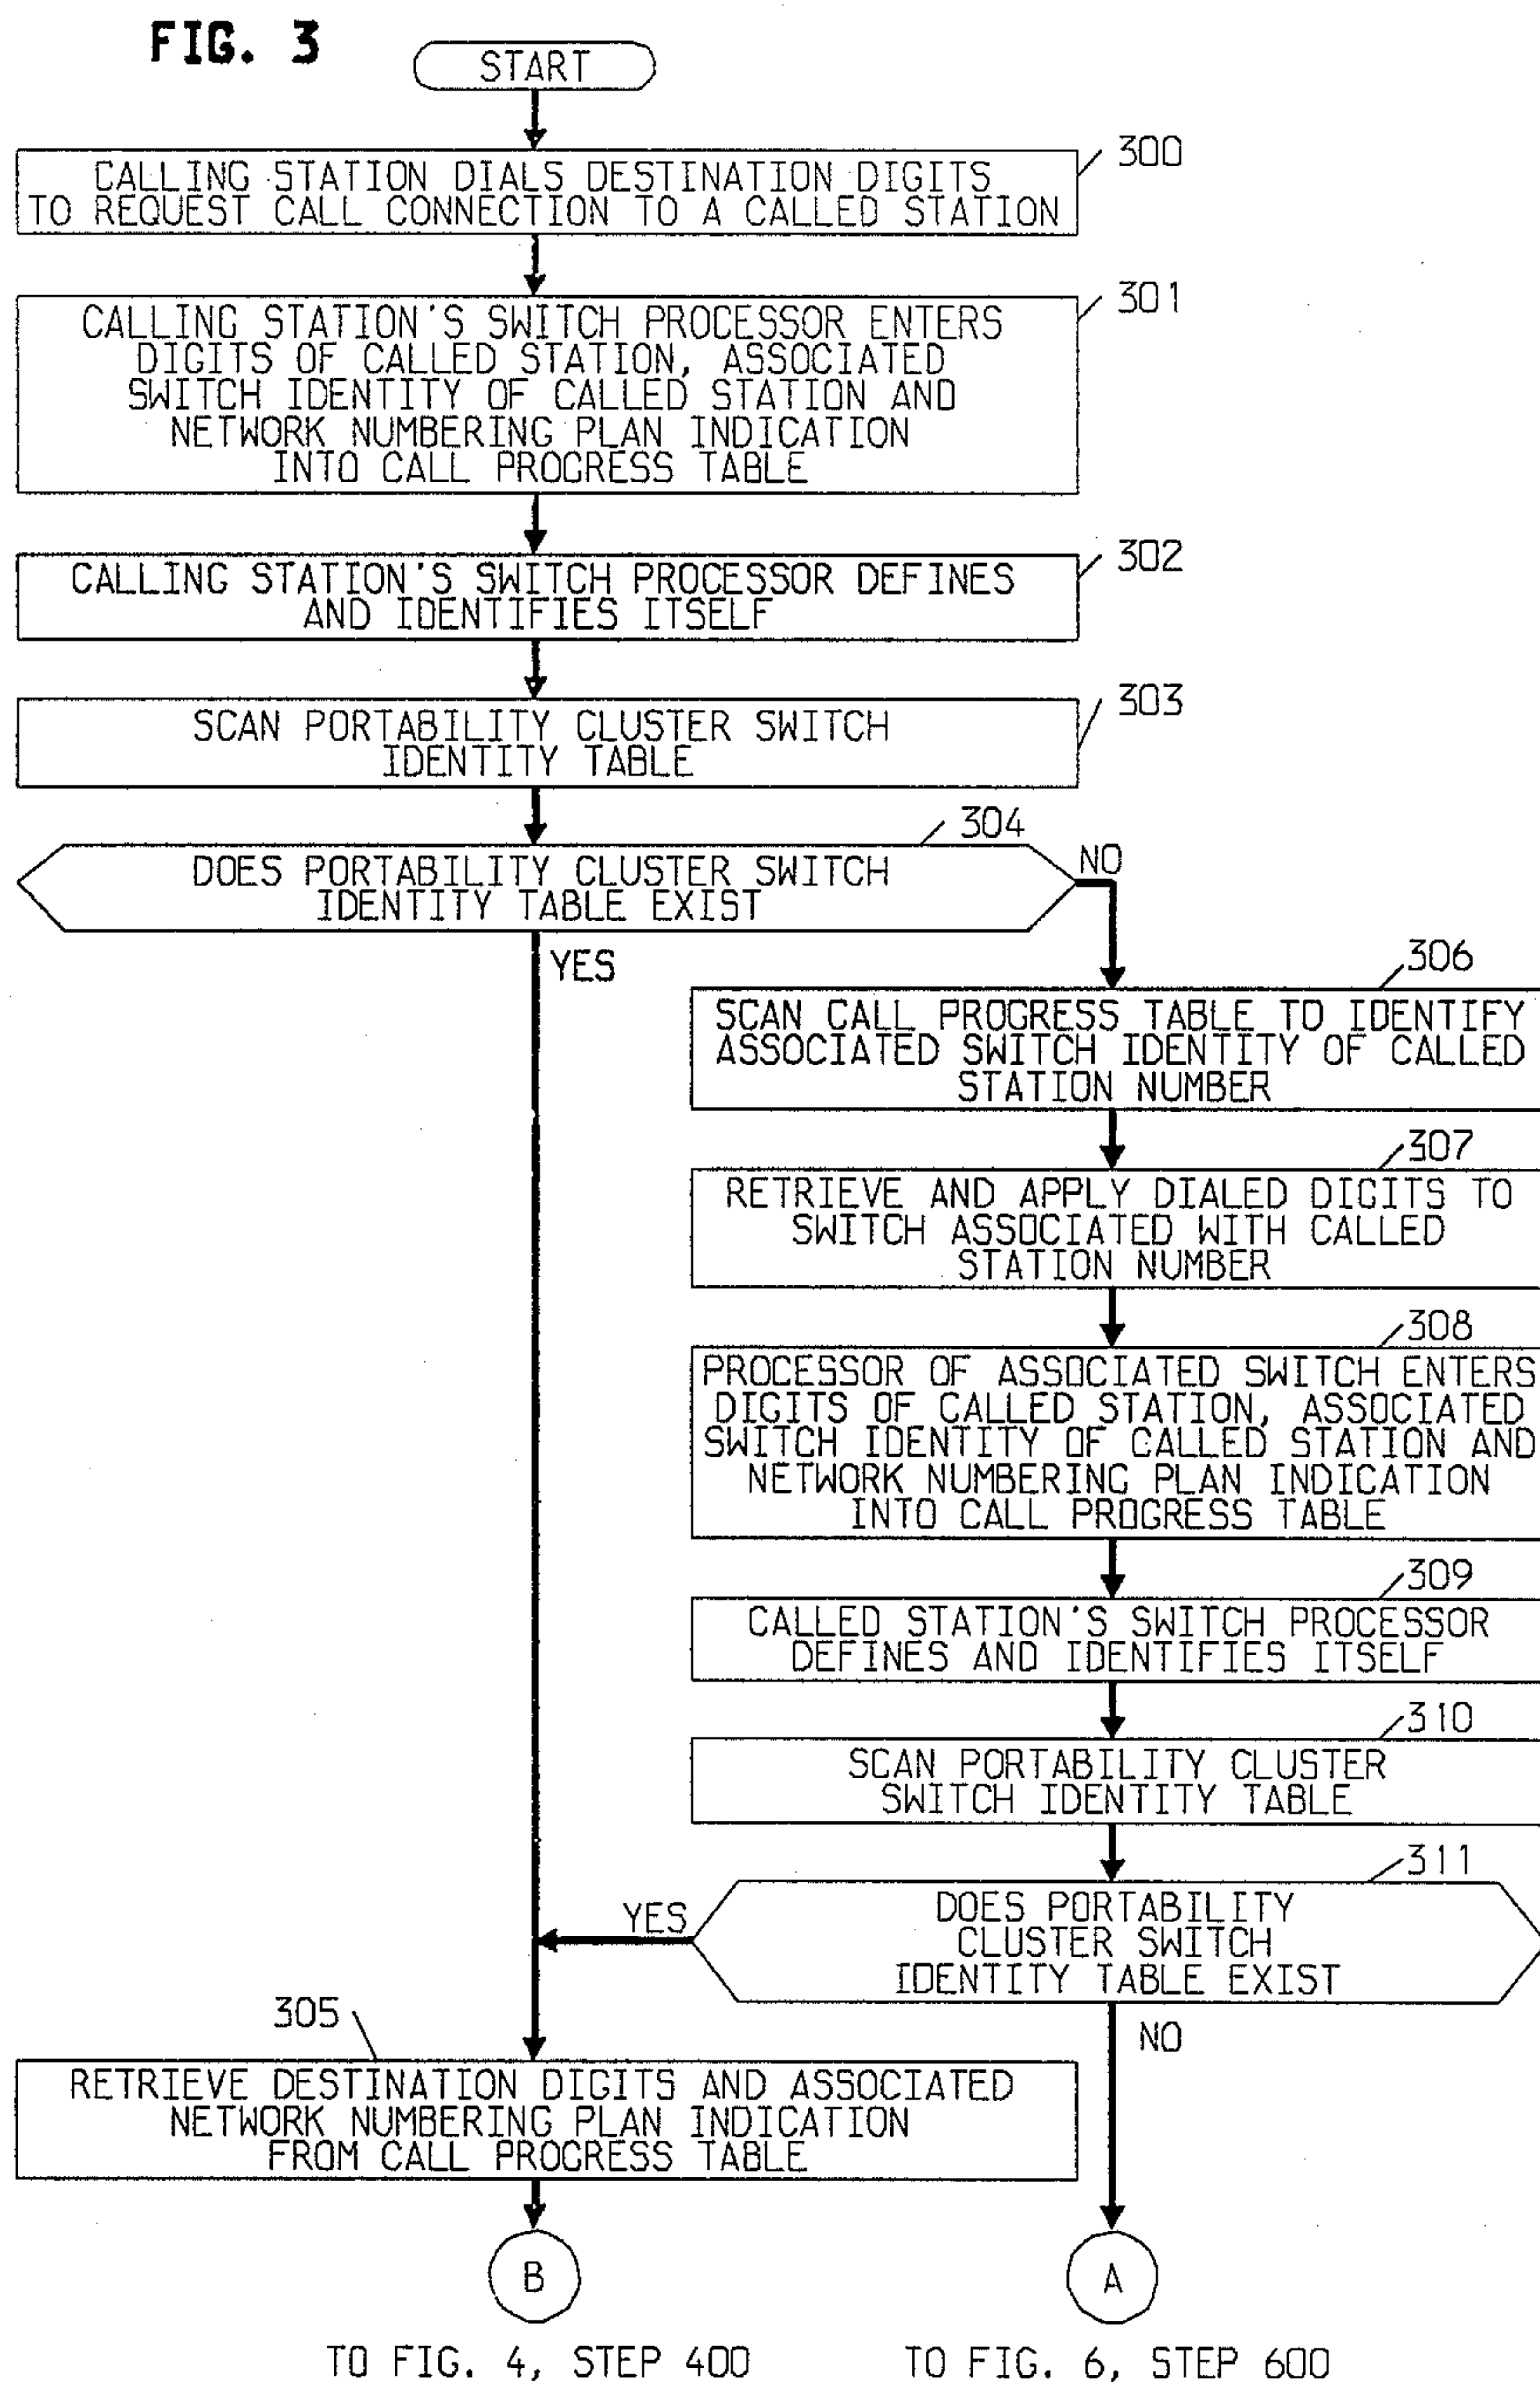 FIG. 3
START
300
CALLING STATION DIALS DESTINATION DIGITS
TO REQUEST CALL CONNECTION TO A CALLED STATION
301
CALLING STATION'S SWITCH PROCESSOR ENTERS
DIGITS OF CALLED STATION, ASSOCIATED
SWITCH IDENTITY OF CALLED STATION AND
NETWORK NUMBERING PLAN INDICATION
INTO CALL PROGRESS TABLE
302
CALLING STATION'S SWITCH PROCESSOR DEFINES
AND IDENTIFIES ITSELF
303
SCAN PORTABILITY CLUSTER SWITCH
IDENTITY TABLE
304
DOES PORTABILITY CLUSTER SWITCH
IDENTITY TABLE EXIST
NO
YES
306
SCAN CALL PROGRESS TABLE TO IDENTIFY
ASSOCIATED SWITCH IDENTITY OF CALLED
STATION NUMBER
307
RETRIEVE AND APPLY DIALED DIGITS TO
SWITCH ASSOCIATED WITH CALLED
STATION NUMBER
308
PROCESSOR OF ASSOCIATED SWITCH ENTERS
DIGITS OF CALLED STATION, ASSOCIATED
SWITCH IDENTITY OF CALLED STATION AND
NETWORK NUMBERING PLAN INDICATION
INTO CALL PROGRESS TABLE
309
CALLED STATION'S SWITCH PROCESSOR
DEFINES AND IDENTIFIES ITSELF
310
SCAN PORTABILITY CLUSTER
SWITCH IDENTITY TABLE
311
DOES PORTABILITY
CLUSTER SWITCH
IDENTITY TABLE EXIST
YES
NO
305
RETRIEVE DESTINATION DIGITS AND ASSOCIATED
NETWORK NUMBERING PLAN INDICATION
FROM CALL PROGRESS TABLE
B
A
TO FIG. 4, STEP 400
TO FIG. 6, STEP 600